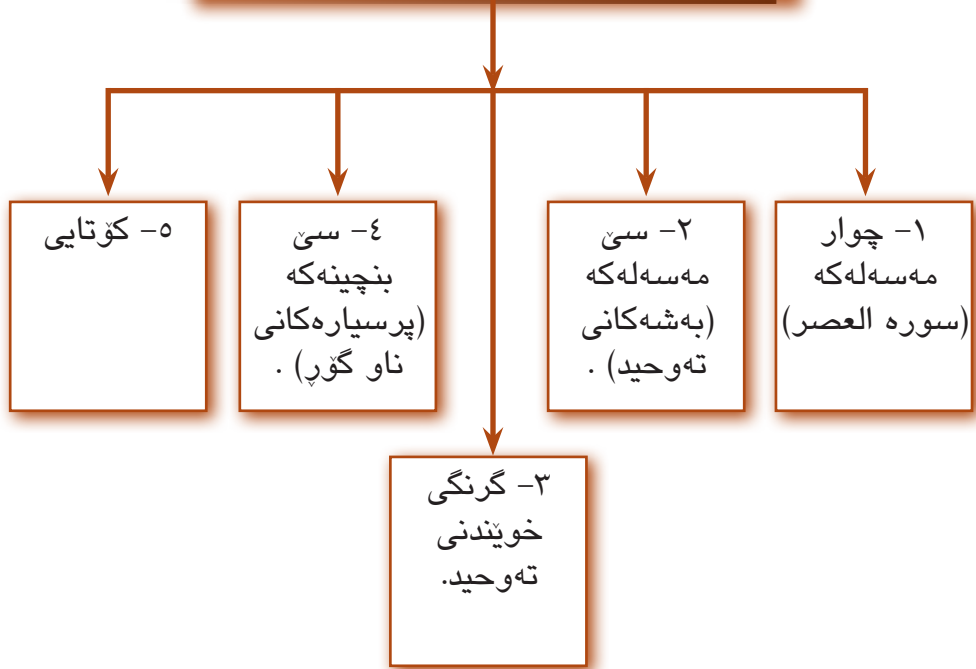 ١- چوار
مەسەلەکە
(سورە العصر)
٢- سێ
مەسەلەکە
(بەشەکانی
تەوحید) .
٣- گرنگی
خوێندنی
تەوحید.
٤- سێ
بنچینەکە
(پرسیارەکانی
ناو گۆڕ) .
٥- کۆتایی